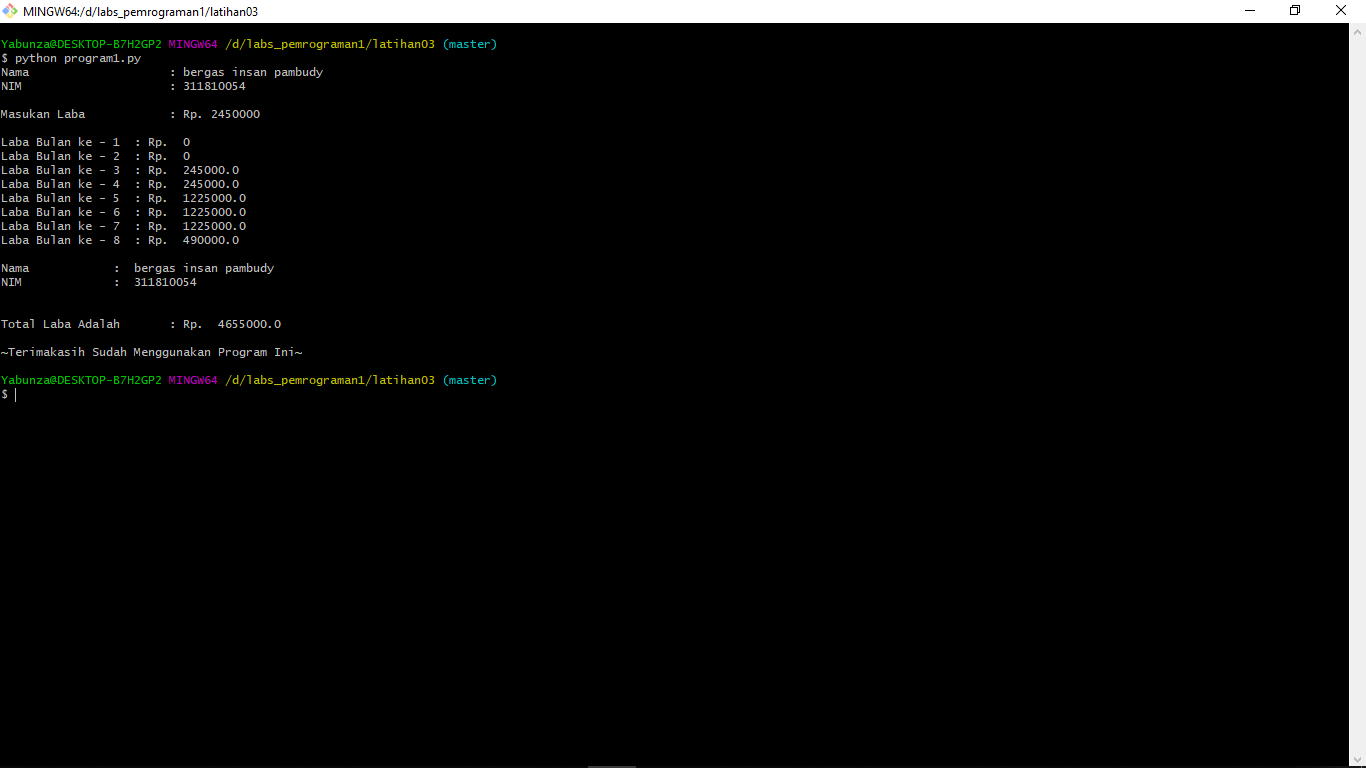 MINGW64:/d/labs_pemrograman1/latihan03
Yabunza@DESKTOP-B7H2GP2 MINGW64 /d/labs_pemrograman1/latihan03 (master)
$ python program1.py
Nama                    : bergas insan pambudy
NIM                     : 311810054
Masukan Laba            : Rp. 2450000
Laba Bulan ke - 1  : Rp.  0
Laba Bulan ke - 2  : Rp.  0
Laba Bulan ke - 3  : Rp.  245000.0
Laba Bulan ke - 4  : Rp.  245000.0
Laba Bulan ke - 5  : Rp.  1225000.0
Laba Bulan ke - 6  : Rp.  1225000.0
Laba Bulan ke - 7  : Rp.  1225000.0
Laba Bulan ke - 8  : Rp.  490000.0
Nama            :  bergas insan pambudy
NIM             :  311810054
Total Laba Adalah       : Rp.  4655000.0
~Terimakasih Sudah Menggunakan Program Ini~
Yabunza@DESKTOP-B7H2GP2 MINGW64 /d/labs_pemrograman1/latihan03 (master)
$